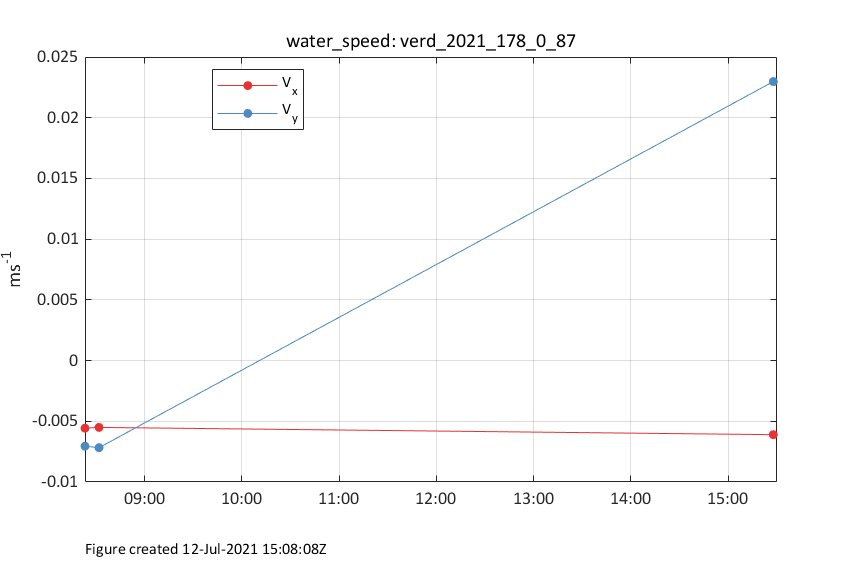 water_speed: verd_2021_178_0_87
0.025
0.02
0.015
0.01
0.005
0
-0.005
-0.01
ms-1
Vx
Vy
09:00 10:00 11:00 12:00 13:00 14:00 15:00
Figure created 12-Jul-2021 15:08:08Z